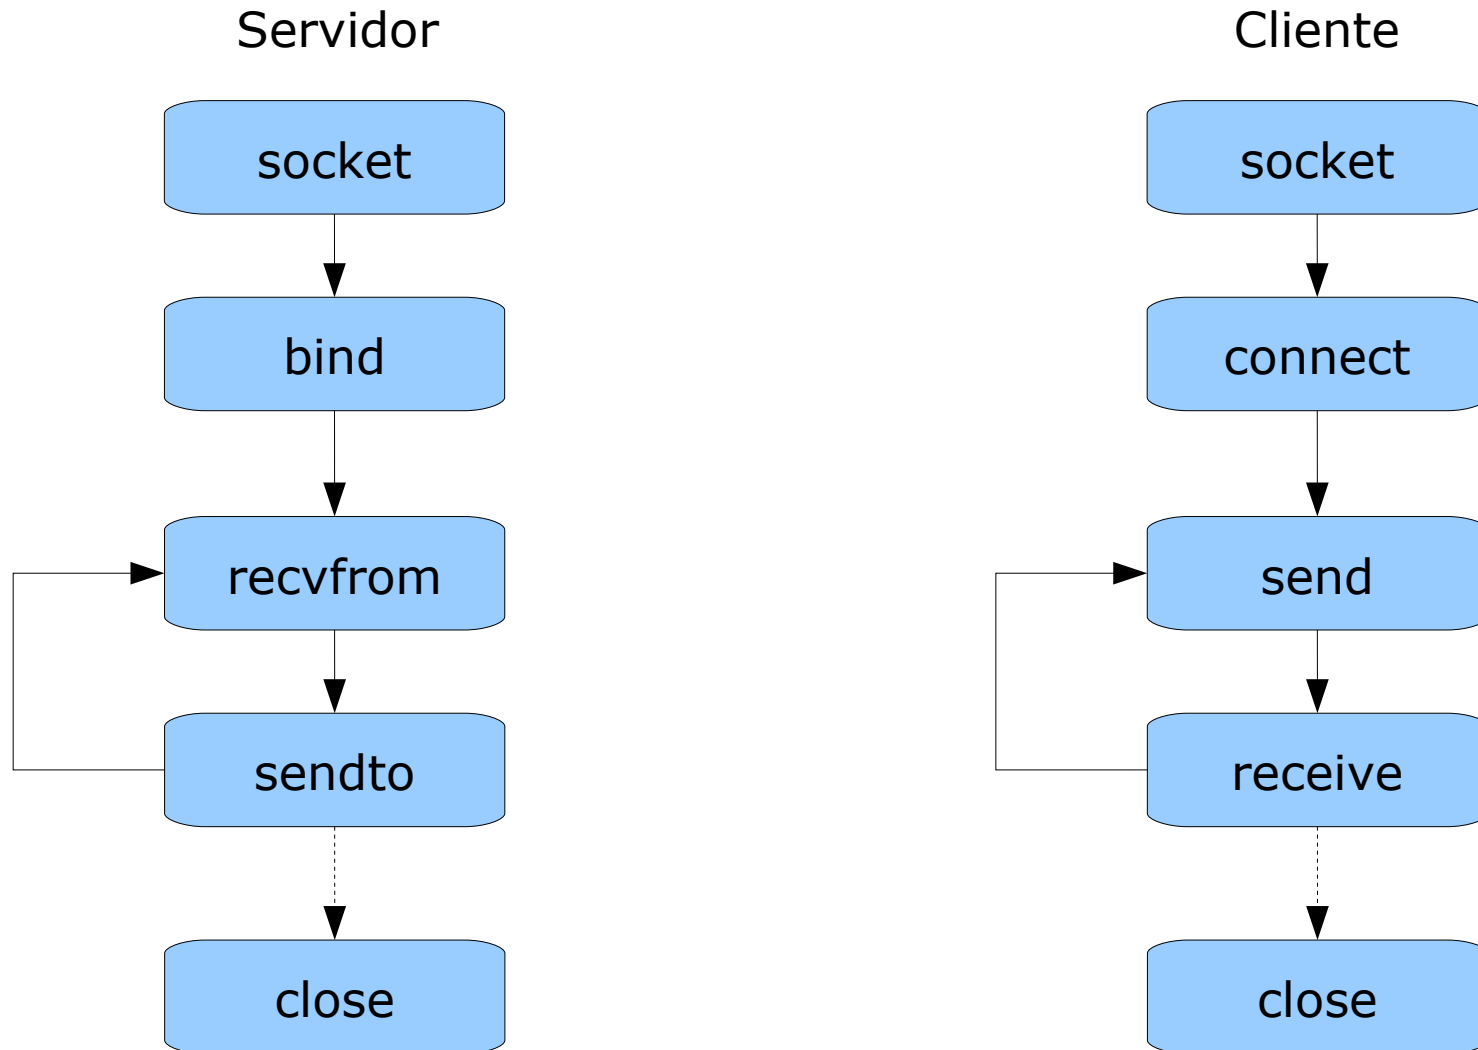 Servidor
socket
bind
recvfrom
sendto
close
Cliente
socket
connect
send
receive
close